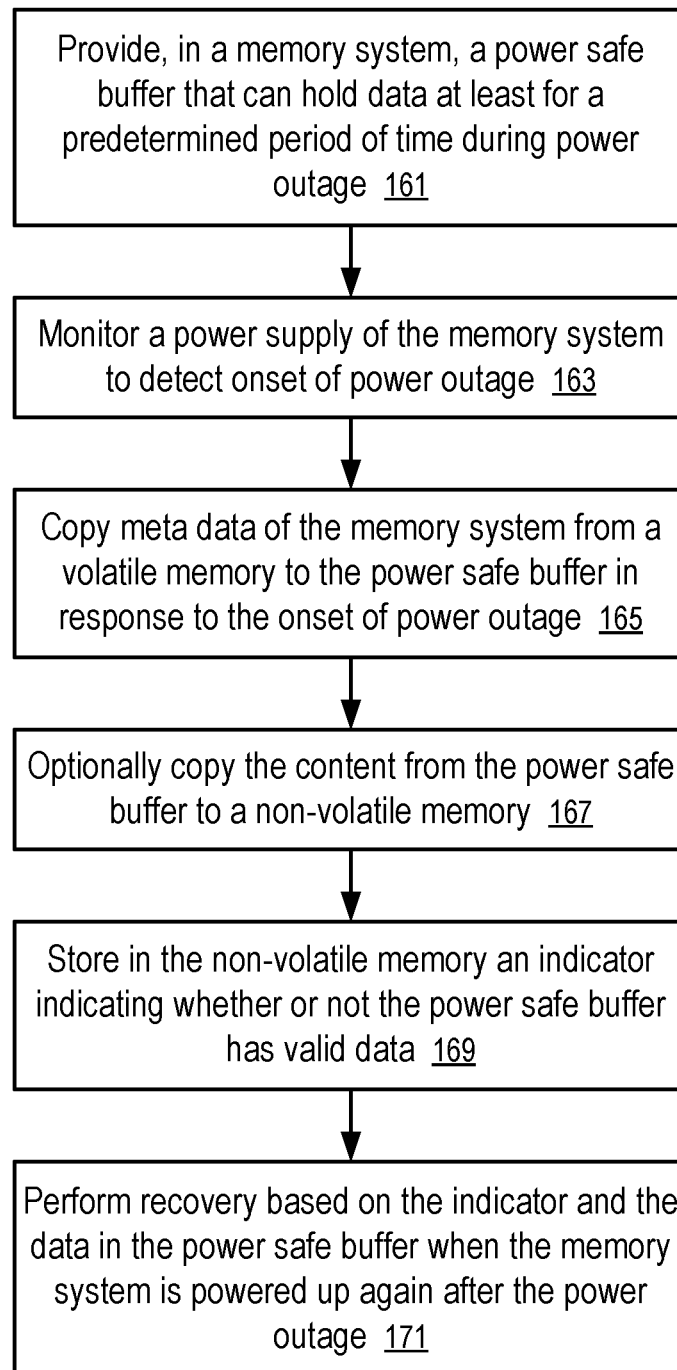 Provide, in a memory system, a power safe
buffer that can hold data at least for a
predetermined period of time during power
outage 161
Monitor a power supply of the memory system
to detect onset of power outage 163
Copy meta data of the memory system from a
volatile memory to the power safe buffer in
response to the onset of power outage 165
Optionally copy the content from the power safe
buffer to a non-volatile memory 167
Store in the non-volatile memory an indicator
indicating whether or not the power safe buffer
has valid data 169
Perform recovery based on the indicator and the
data in the power safe buffer when the memory
system is powered up again after the power
outage 171